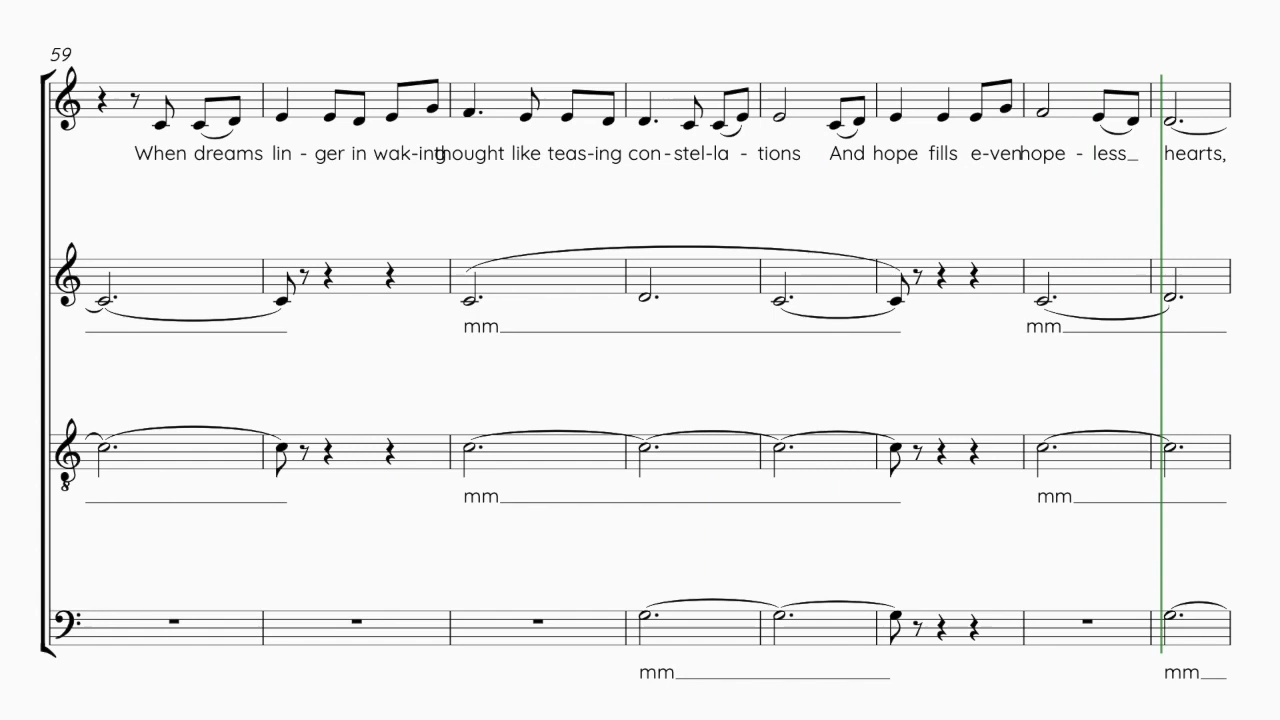 59
When dreams lin - ger in wak-ing thought like teas-ing con-stel-la - tions And hope fills e-ven hope - less_ hearts,
mm mm
mm mm
mm mm